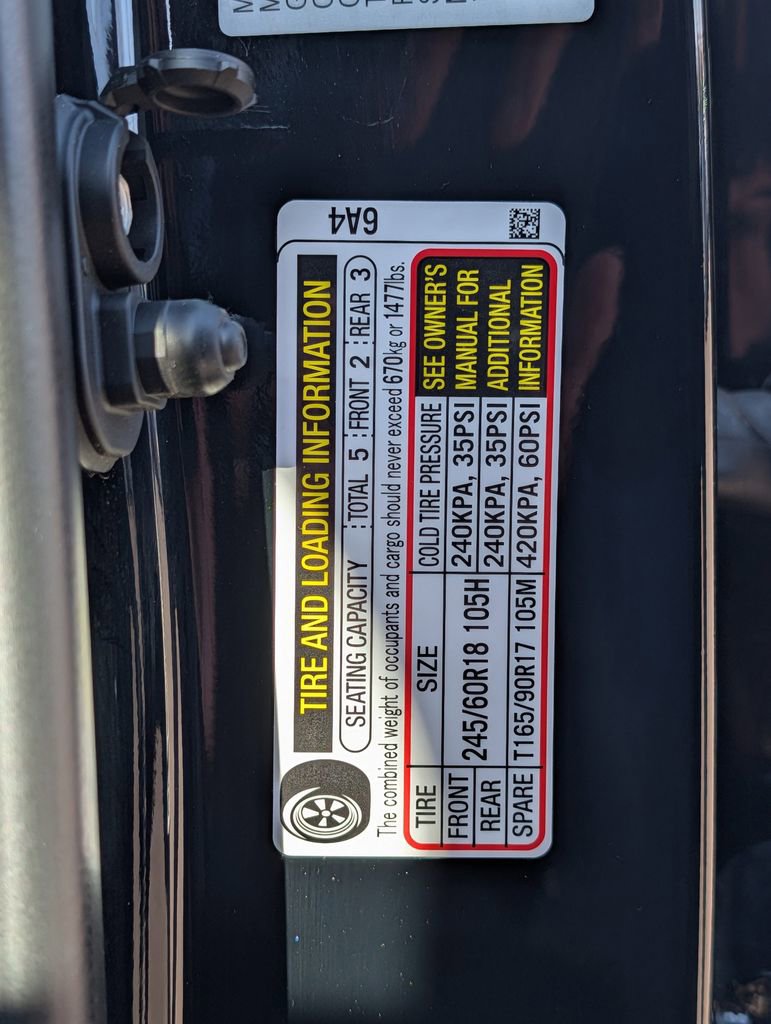 6A4
TIRE AND LOADING INFORMATION
SEATING CAPACITY TOTAL 5 FRONT 2 REAR 3
The combined weight of occupants and cargo should never exceed 670kg or 1477lbs.
TIRE SIZE COLD TIRE PRESSURE
FRONT 245/60R18 105H 240KPA, 35PSI
REAR 240KPA, 35PSI
SPARE T165/90R17 105M 420KPA, 60PSI
SEE OWNER'S
MANUAL FOR
ADDITIONAL
INFORMATION